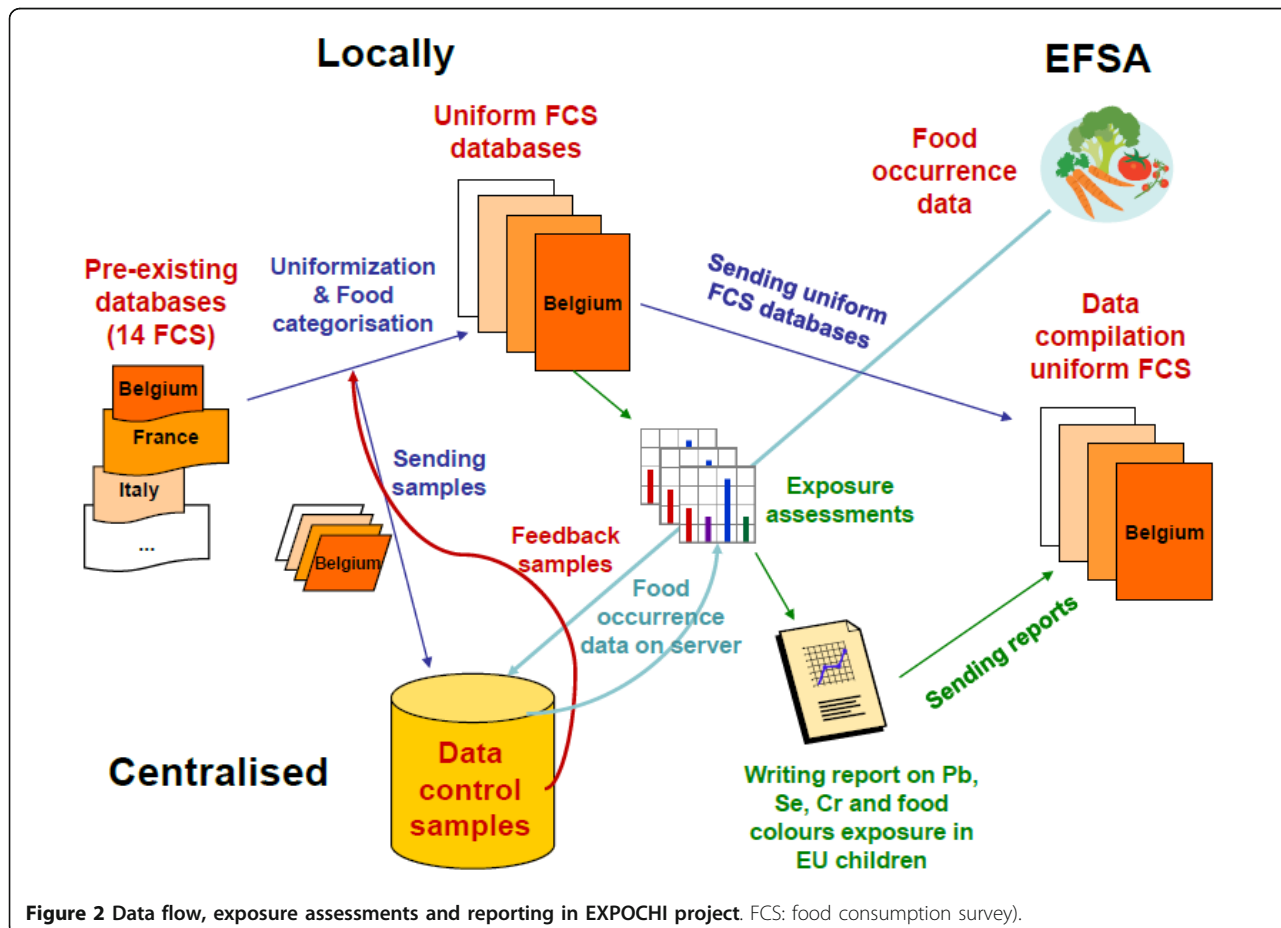 Locally
EFSA
Uniform FCS
databases
Food
occurrence
data
Pre-existing
databases
(14 FCS)
Uniformization
& Food
categorisation
Belgium
Sending uniform
FCS databases
Data
compilation
uniform FCS
Belgium
France
Italy
...
Sending
samples
Belgium
Feedback
samples
Exposure
assessments
Belgium
Food
occurrence
data on server
Sending reports
Centralised
Data
control
samples
Writing report on Pb,
Se, Cr and food
colours exposure in
EU children
Figure 2 Data flow, exposure assessments and reporting in EXPOCHI project. FCS: food consumption survey).